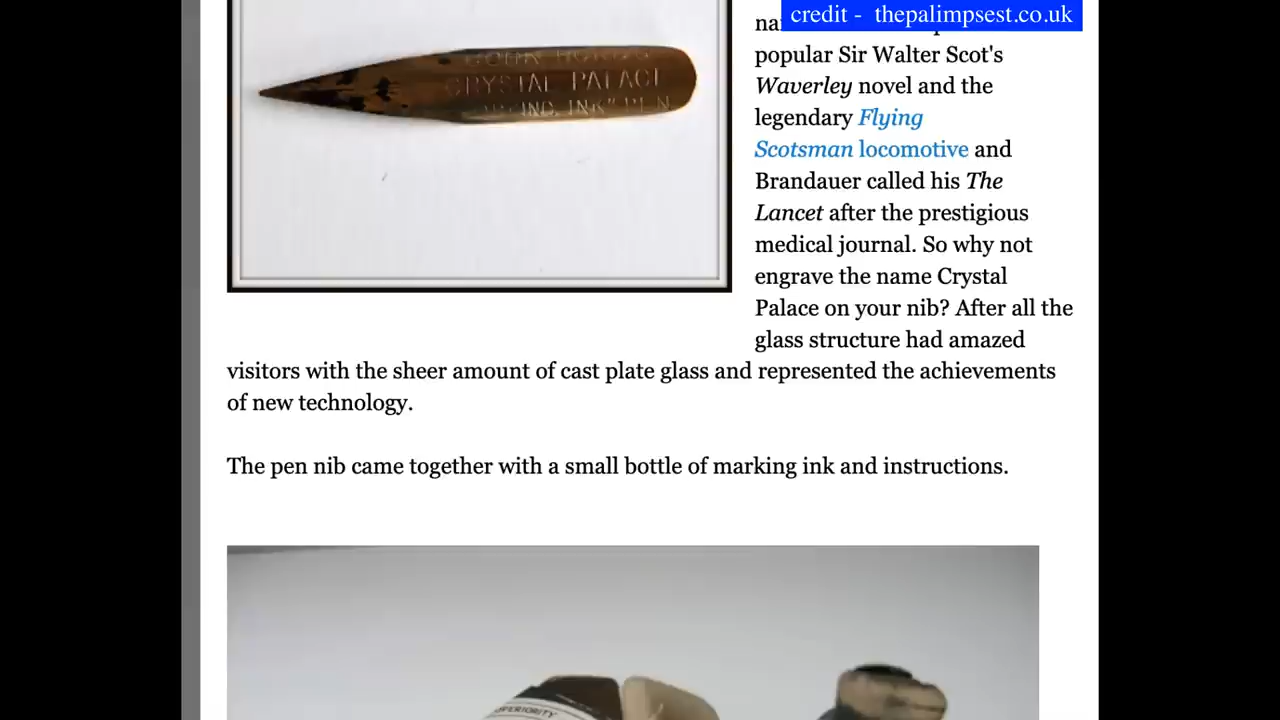 credit - thepalimpsest.co.uk
popular Sir Walter Scot's
Waverley novel and the
legendary Flying
Scotsman locomotive and
Brandauer called his The
Lancet after the prestigious
medical journal. So why not
engrave the name Crystal
Palace on your nib? After all the
glass structure had amazed
visitors with the sheer amount of cast plate glass and represented the achievements
of new technology.
The pen nib came together with a small bottle of marking ink and instructions.
CRYSTAL PALACE
IND. INK" PEN